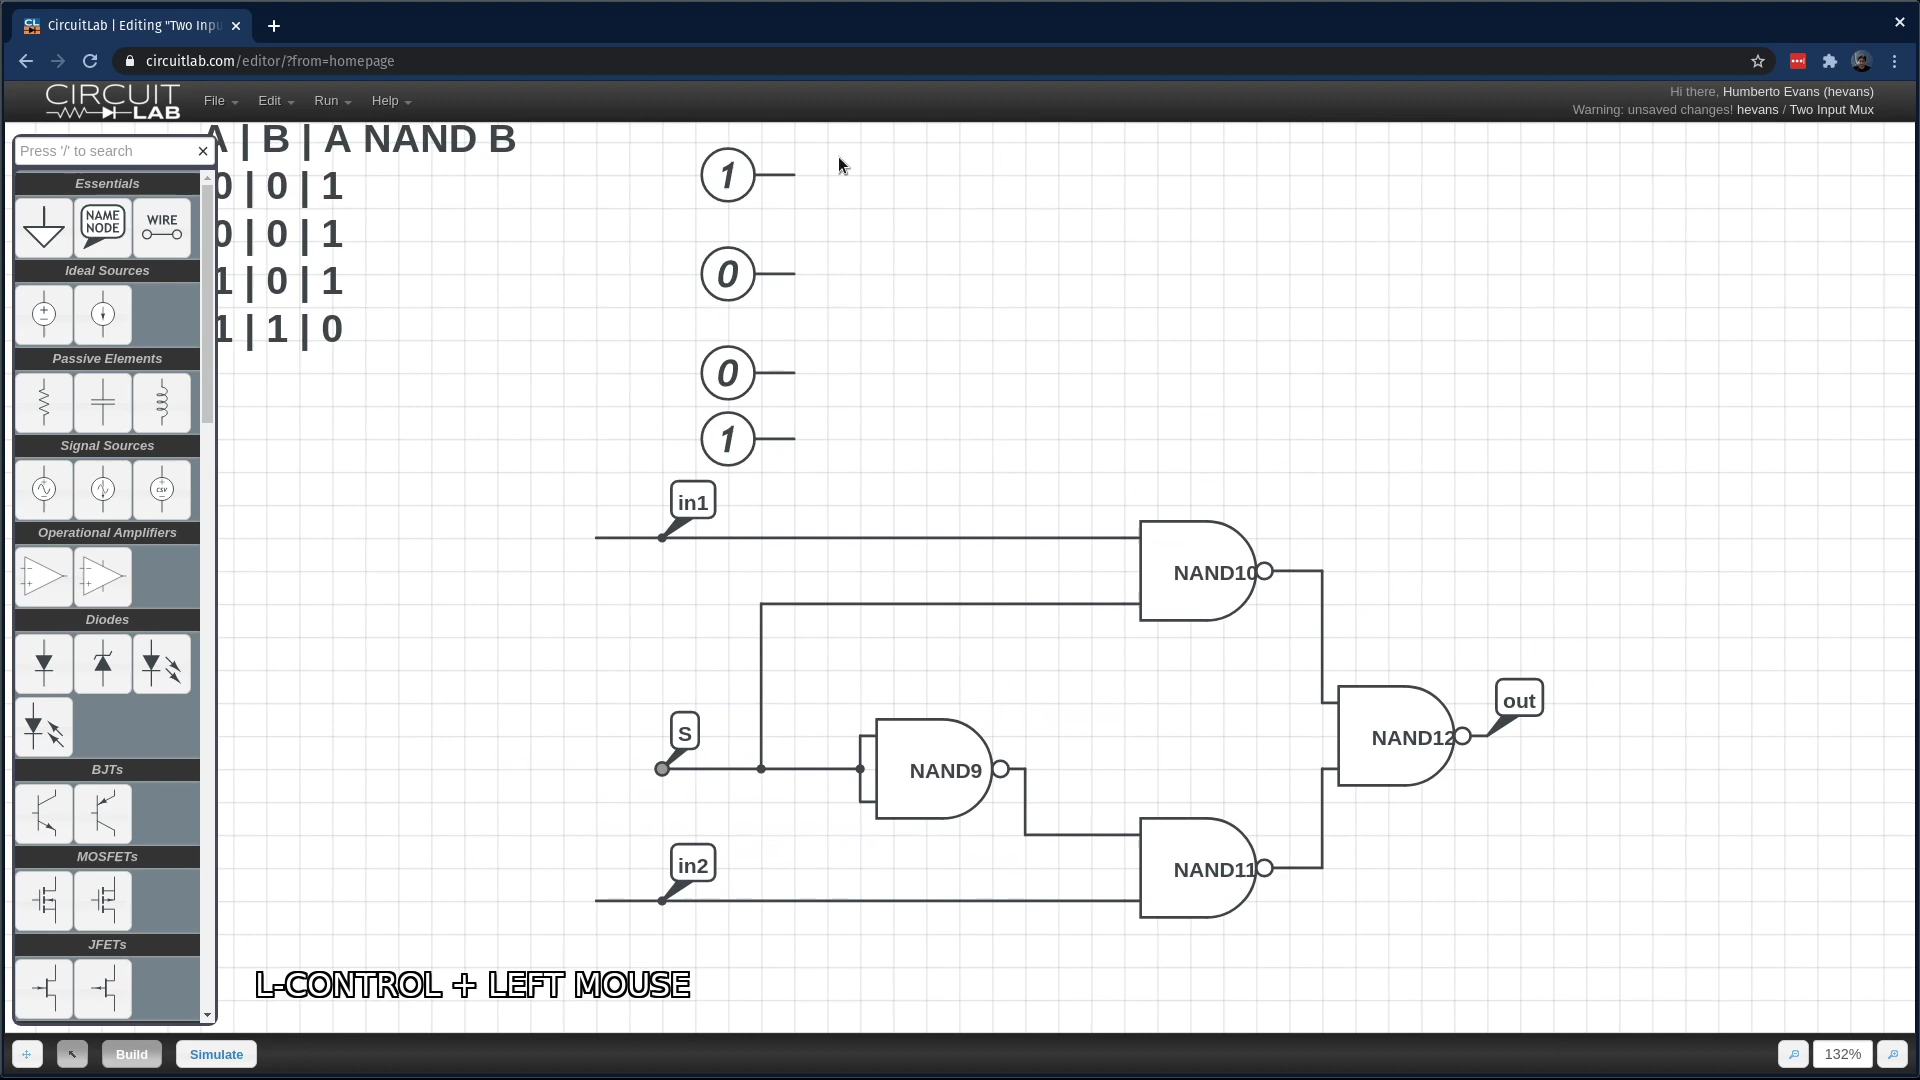 CircuitLab | Editing "Two Inpu
circuitlab.com/editor/?from=homepage
CIRCUIT LAB
File
Edit
Run
Help
Hi there, Humberto Evans (hevans)
Warning: unsaved changes! hevans / Two Input Mux
Press '/' to search
Essentials
NAME NODE
WIRE
Ideal Sources
Passive Elements
Signal Sources
CSV
Operational Amplifiers
Diodes
BJTs
MOSFETs
JFETs
A | B | A NAND B
0 | 0 | 1
0 | 0 | 1
1 | 0 | 1
1 | 1 | 0
1
0
0
1
in1
NAND10
S
NAND9
out
NAND12
in2
NAND11
L-CONTROL + LEFT MOUSE
Build
Simulate
132%